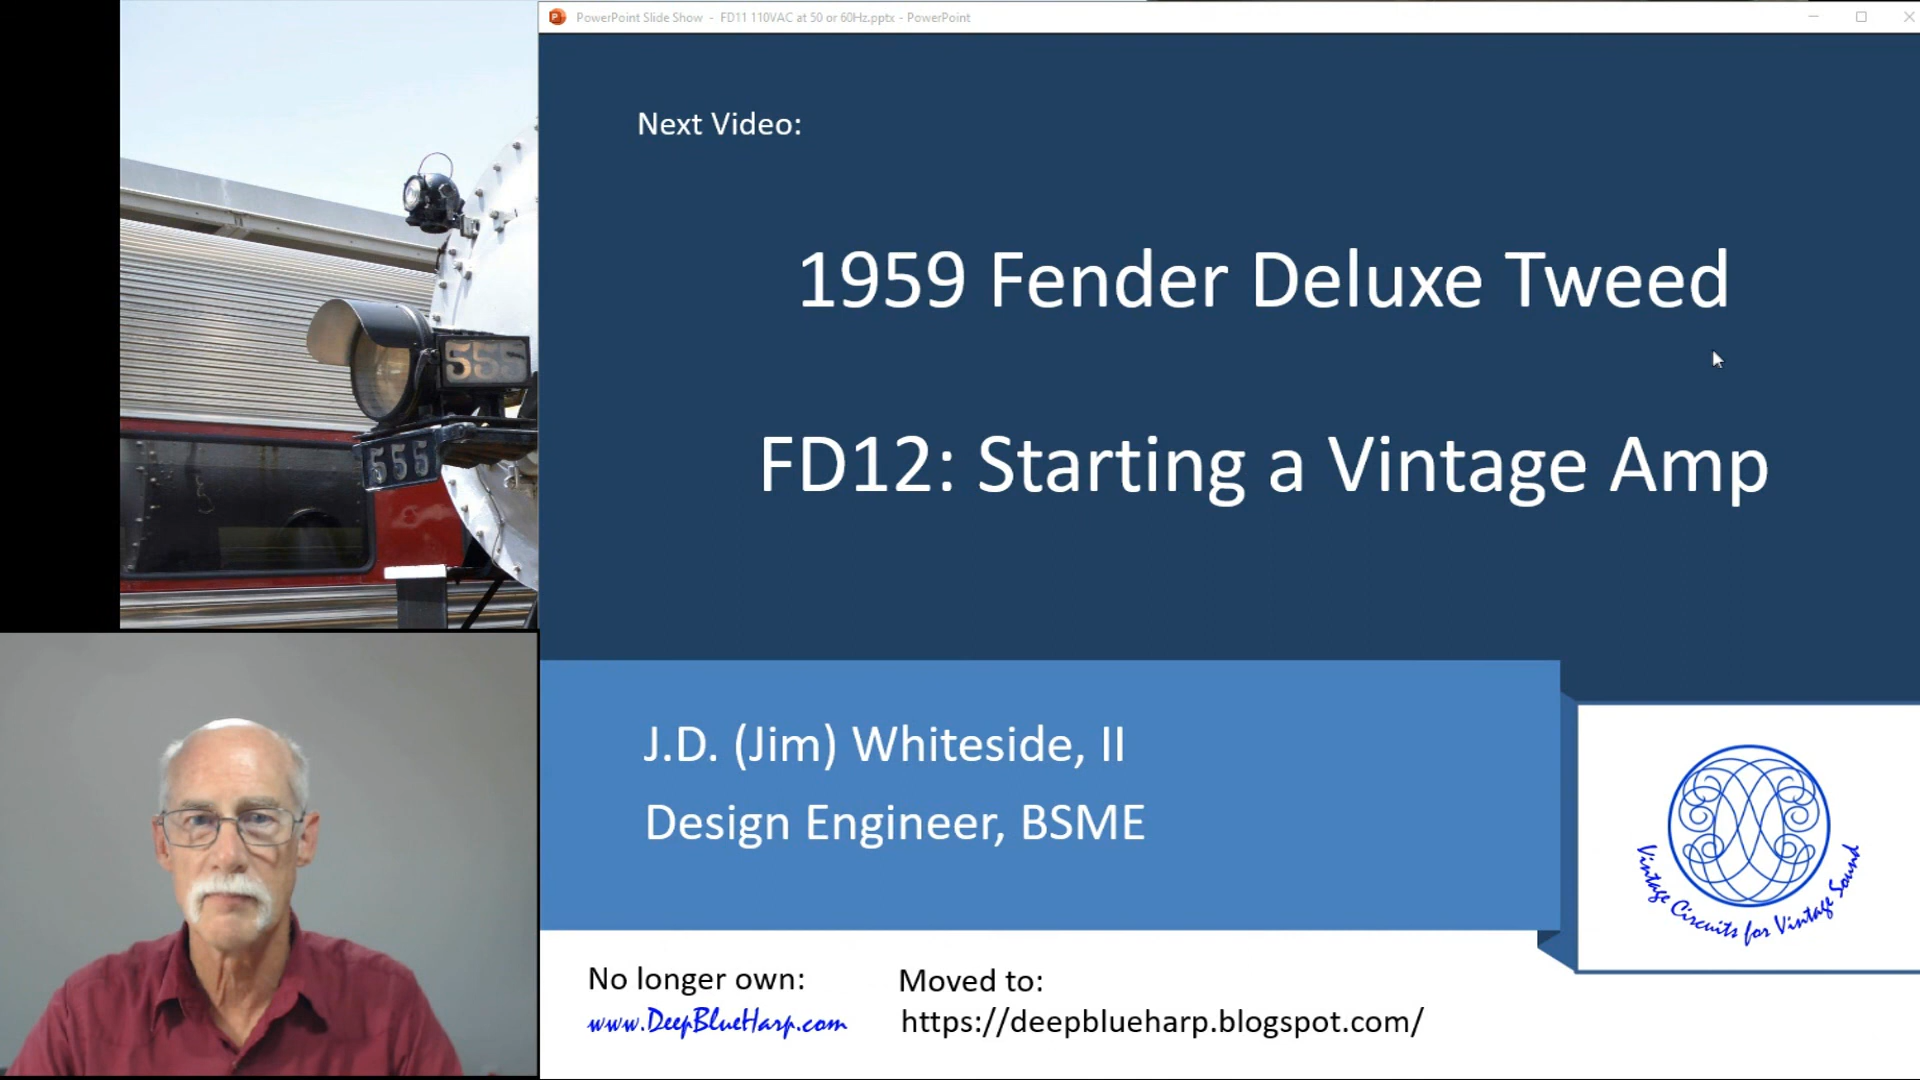 PowerPoint Slide Show - FD11 110VAC at 50 or 60Hz.pptx - PowerPoint
Next Video:
1959 Fender Deluxe Tweed
FD12: Starting a Vintage Amp
555
555
J.D. (Jim) Whiteside, II
Design Engineer, BSME
Vintage Circuits for Vintage Sound
No longer own:
www.DeepBlueHarp.com
Moved to:
https://deepblueharp.blogspot.com/